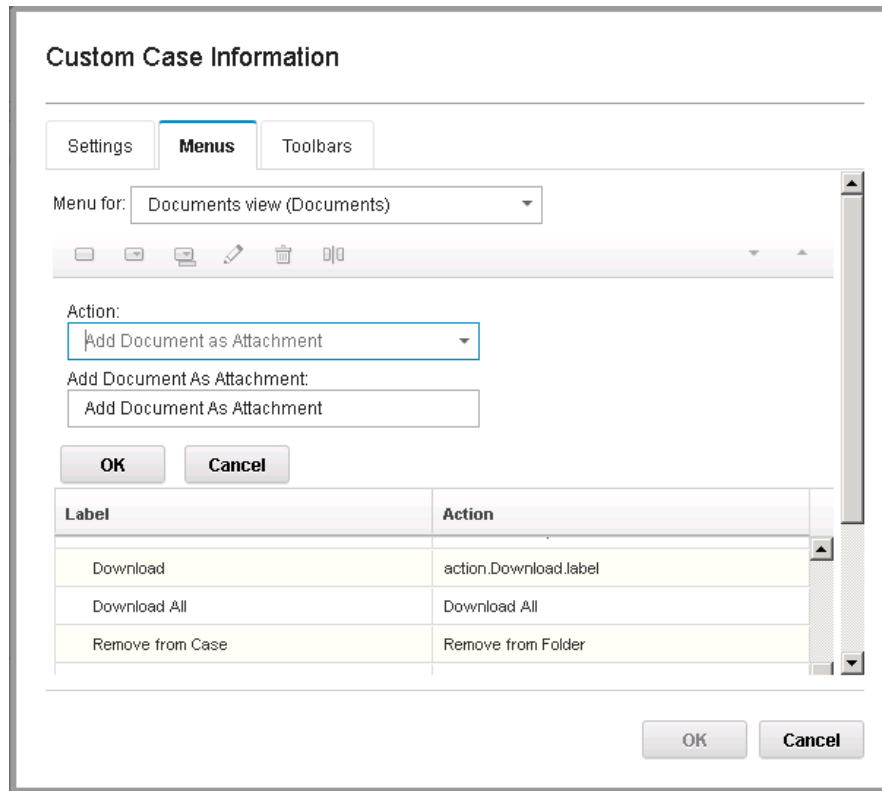 Custom Case Information
Settings Menus Toolbars
Menu for: Documents view (Documents)
Action:
Add Document as Attachment
Add Document As Attachment:
Add Document As Attachment
OK Cancel
Label Action
Download action.Download.label
Download All Download All
Remove from Case Remove from Folder
OK Cancel